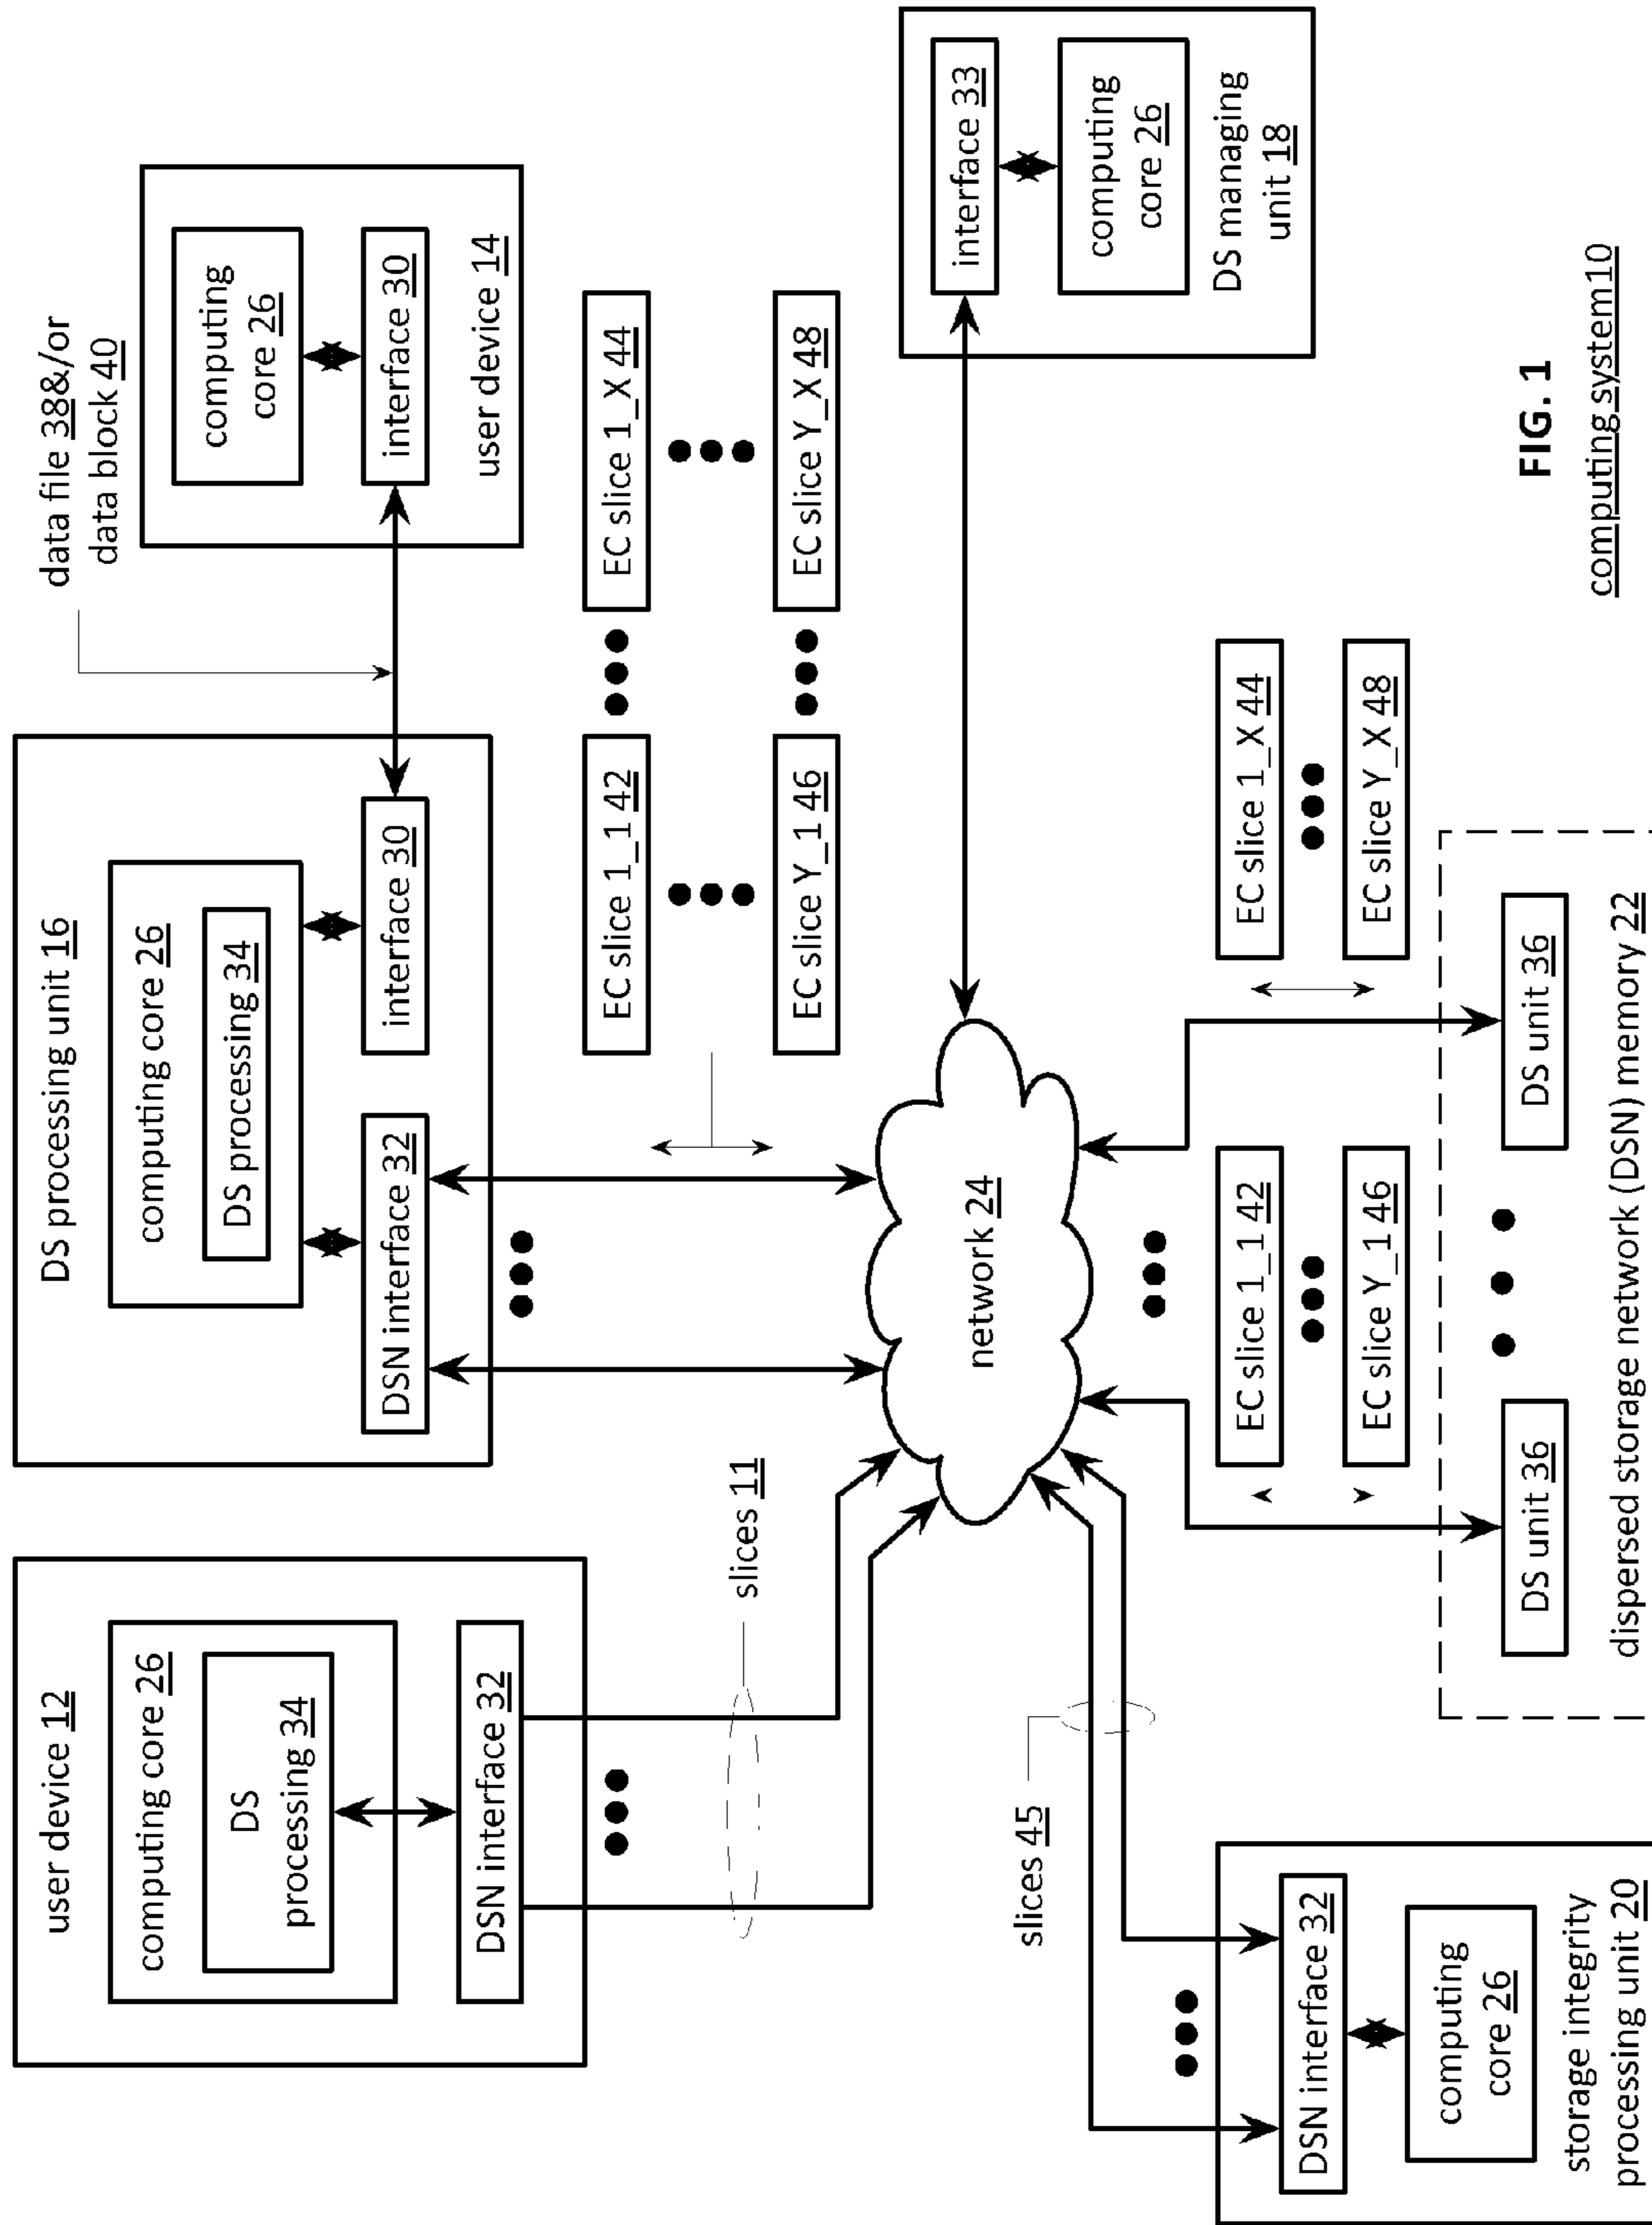 user device 12
computing core 26
DS
processing 34
DSN interface 32
slices 11
DS processing unit 16
computing core 26
DS processing 34
DSN interface 32
interface 30
data file 38&/or
data block 40
computing
core 26
interface 30
user device 14
EC slice 1_1 42
EC slice 1_X 44
EC slice Y_1 46
EC slice Y_X 48
network 24
interface 33
computing
core 26
DS managing
unit 18
slices 45
DSN interface 32
computing
core 26
storage integrity
processing unit 20
EC slice 1_1 42
EC slice 1_X 44
EC slice Y_1 46
EC slice Y_X 48
DS unit 36
DS unit 36
dispersed storage network (DSN) memory 22
FIG. 1
computing system10